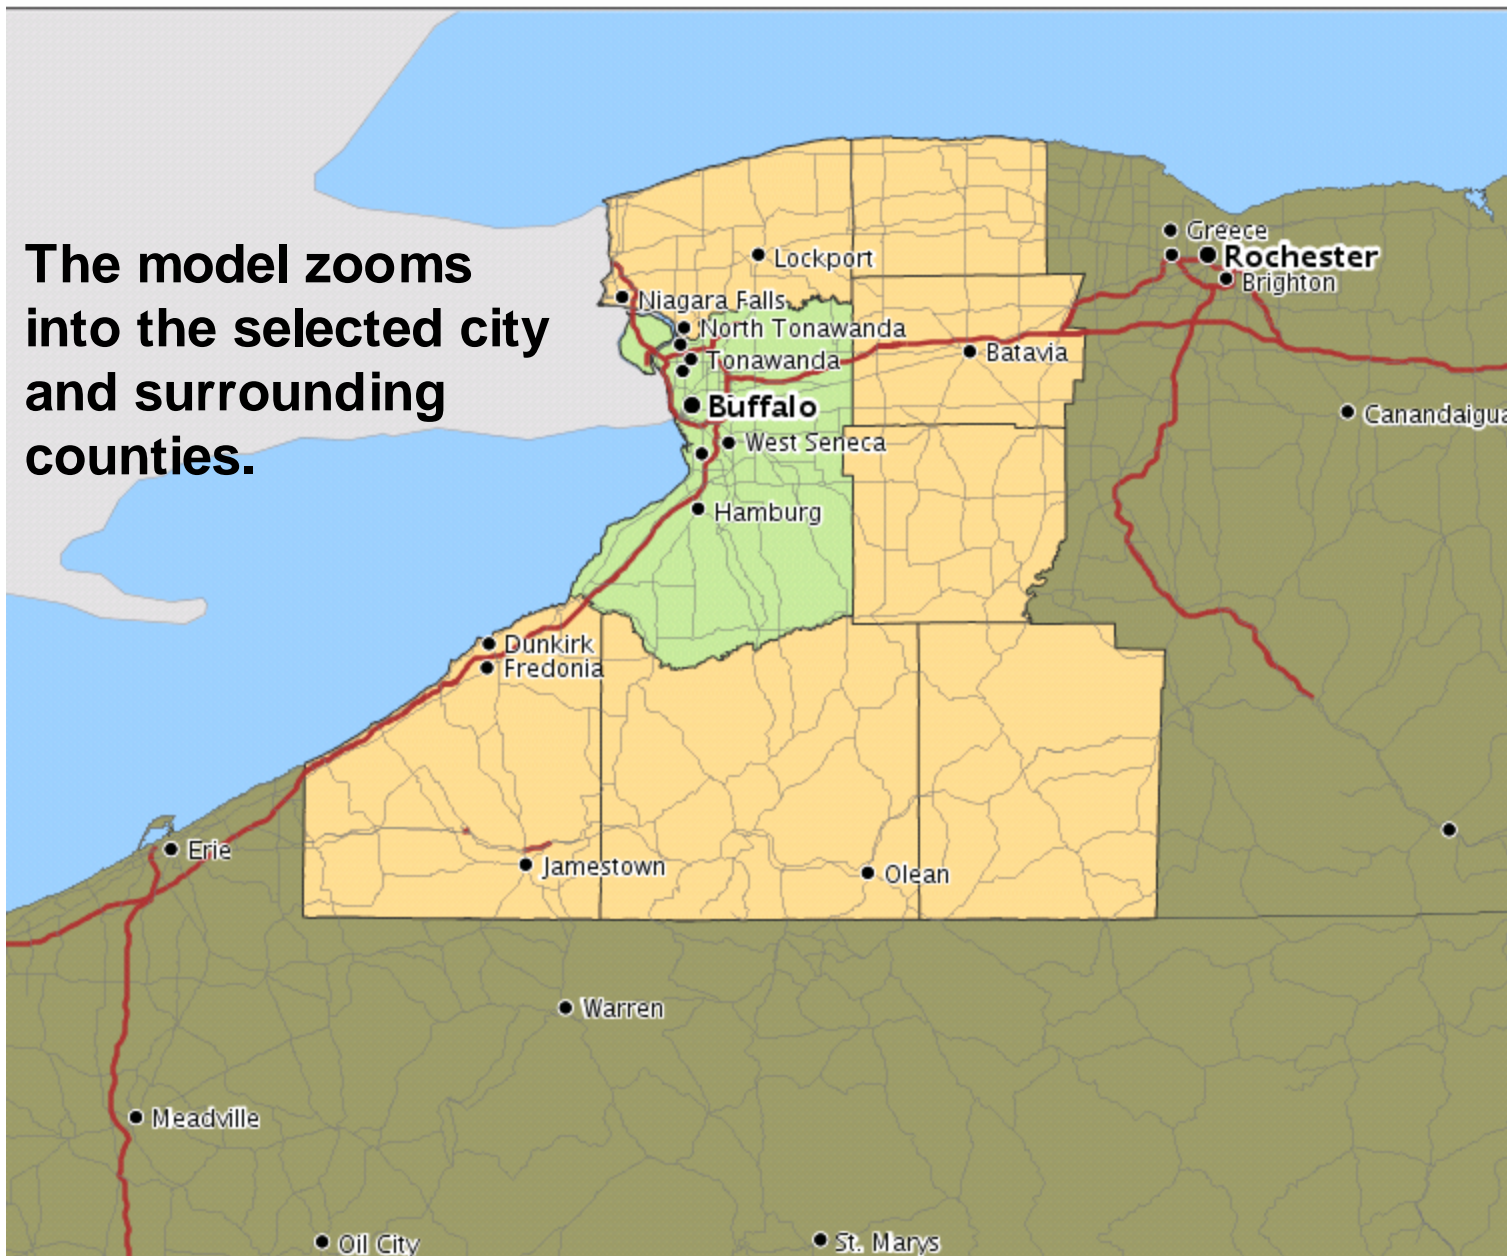 The model zooms
into the selected city
and surrounding
counties.
Greece
Rochester
Brighton
Lockport
Niagara Falls
North Tonawanda
Tonawanda
Batavia
Buffalo
Canandaigua
West Seneca
Hamburg
Dunkirk
Fredonia
Erie
Jamestown
Olean
Warren
Meadville
Oil City
St. Marys